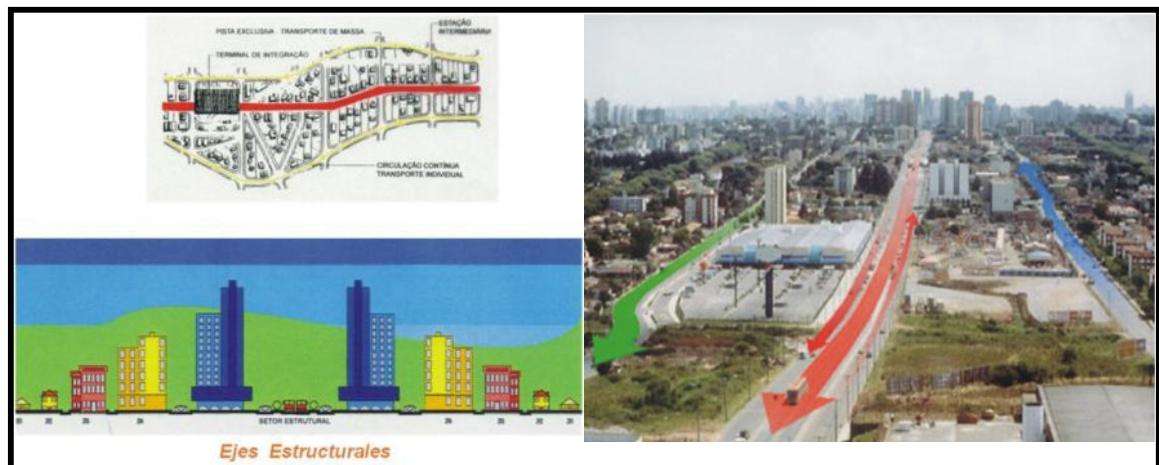 ESTAÇÃO
INTERMEDIÁRIA
PISTA EXCLUSIVA - TRANSPORTE DE MASSA
TERMINAL DE INTEGRAÇÃO
CIRCULAÇÃO CONTÍNUA
TRANSPORTE INDIVIDUAL
SETOR ESTRUTURAL
Ejes Estructurales